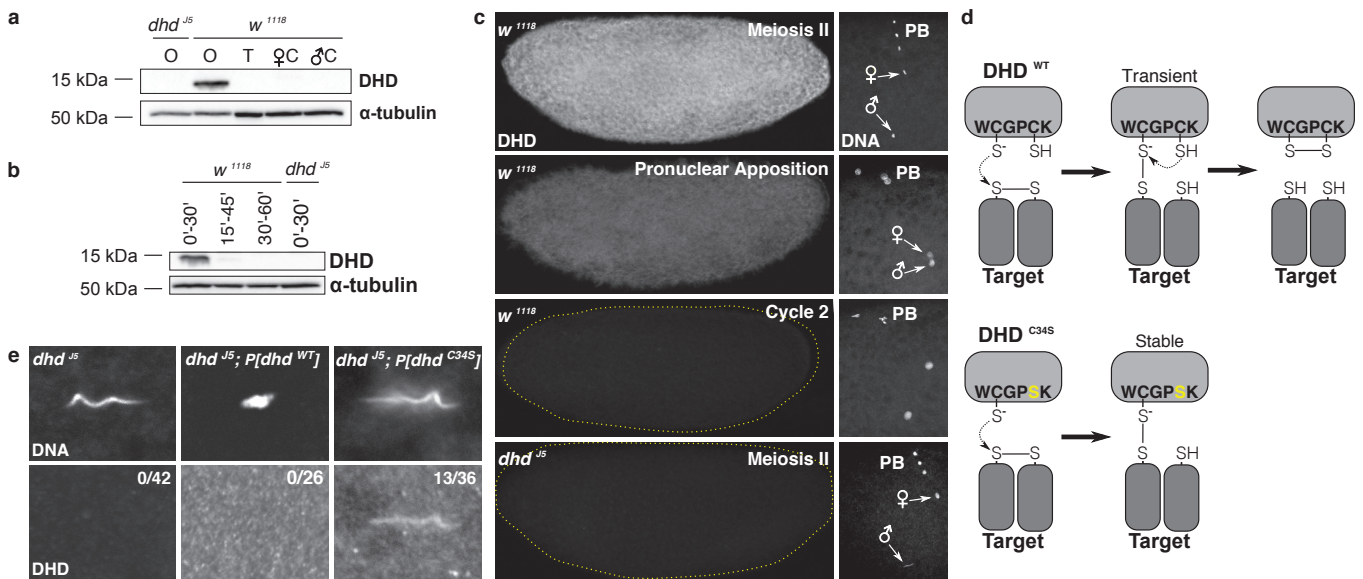 a
dhd J5
w 1118
O O T ♀C ♂C
15 kDa
DHD
50 kDa
α-tubulin
b
w 1118
dhd J5
0'-30'
15'-45'
30'-60'
0'-30'
15 kDa
DHD
50 kDa
α-tubulin
c
w 1118
Meiosis II
DHD
PB
♀
♂
DNA
w 1118
Pronuclear Apposition
PB
♀
♂
w 1118
Cycle 2
PB
dhd J5
Meiosis II
PB
♀
♂
d
DHD WT
Transient
WCGPCK
WCGPCK
WCGPCK
S- SH
S- SH
S S
S S
S SH
SH SH
Target
Target
Target
DHD C34S
Stable
WCGPSK
WCGPSK
S-
S-
S S
S SH
Target
Target
e
dhd J5
dhd J5; P[dhd WT]
dhd J5; P[dhd C34S]
DNA
0/42
0/26
13/36
DHD